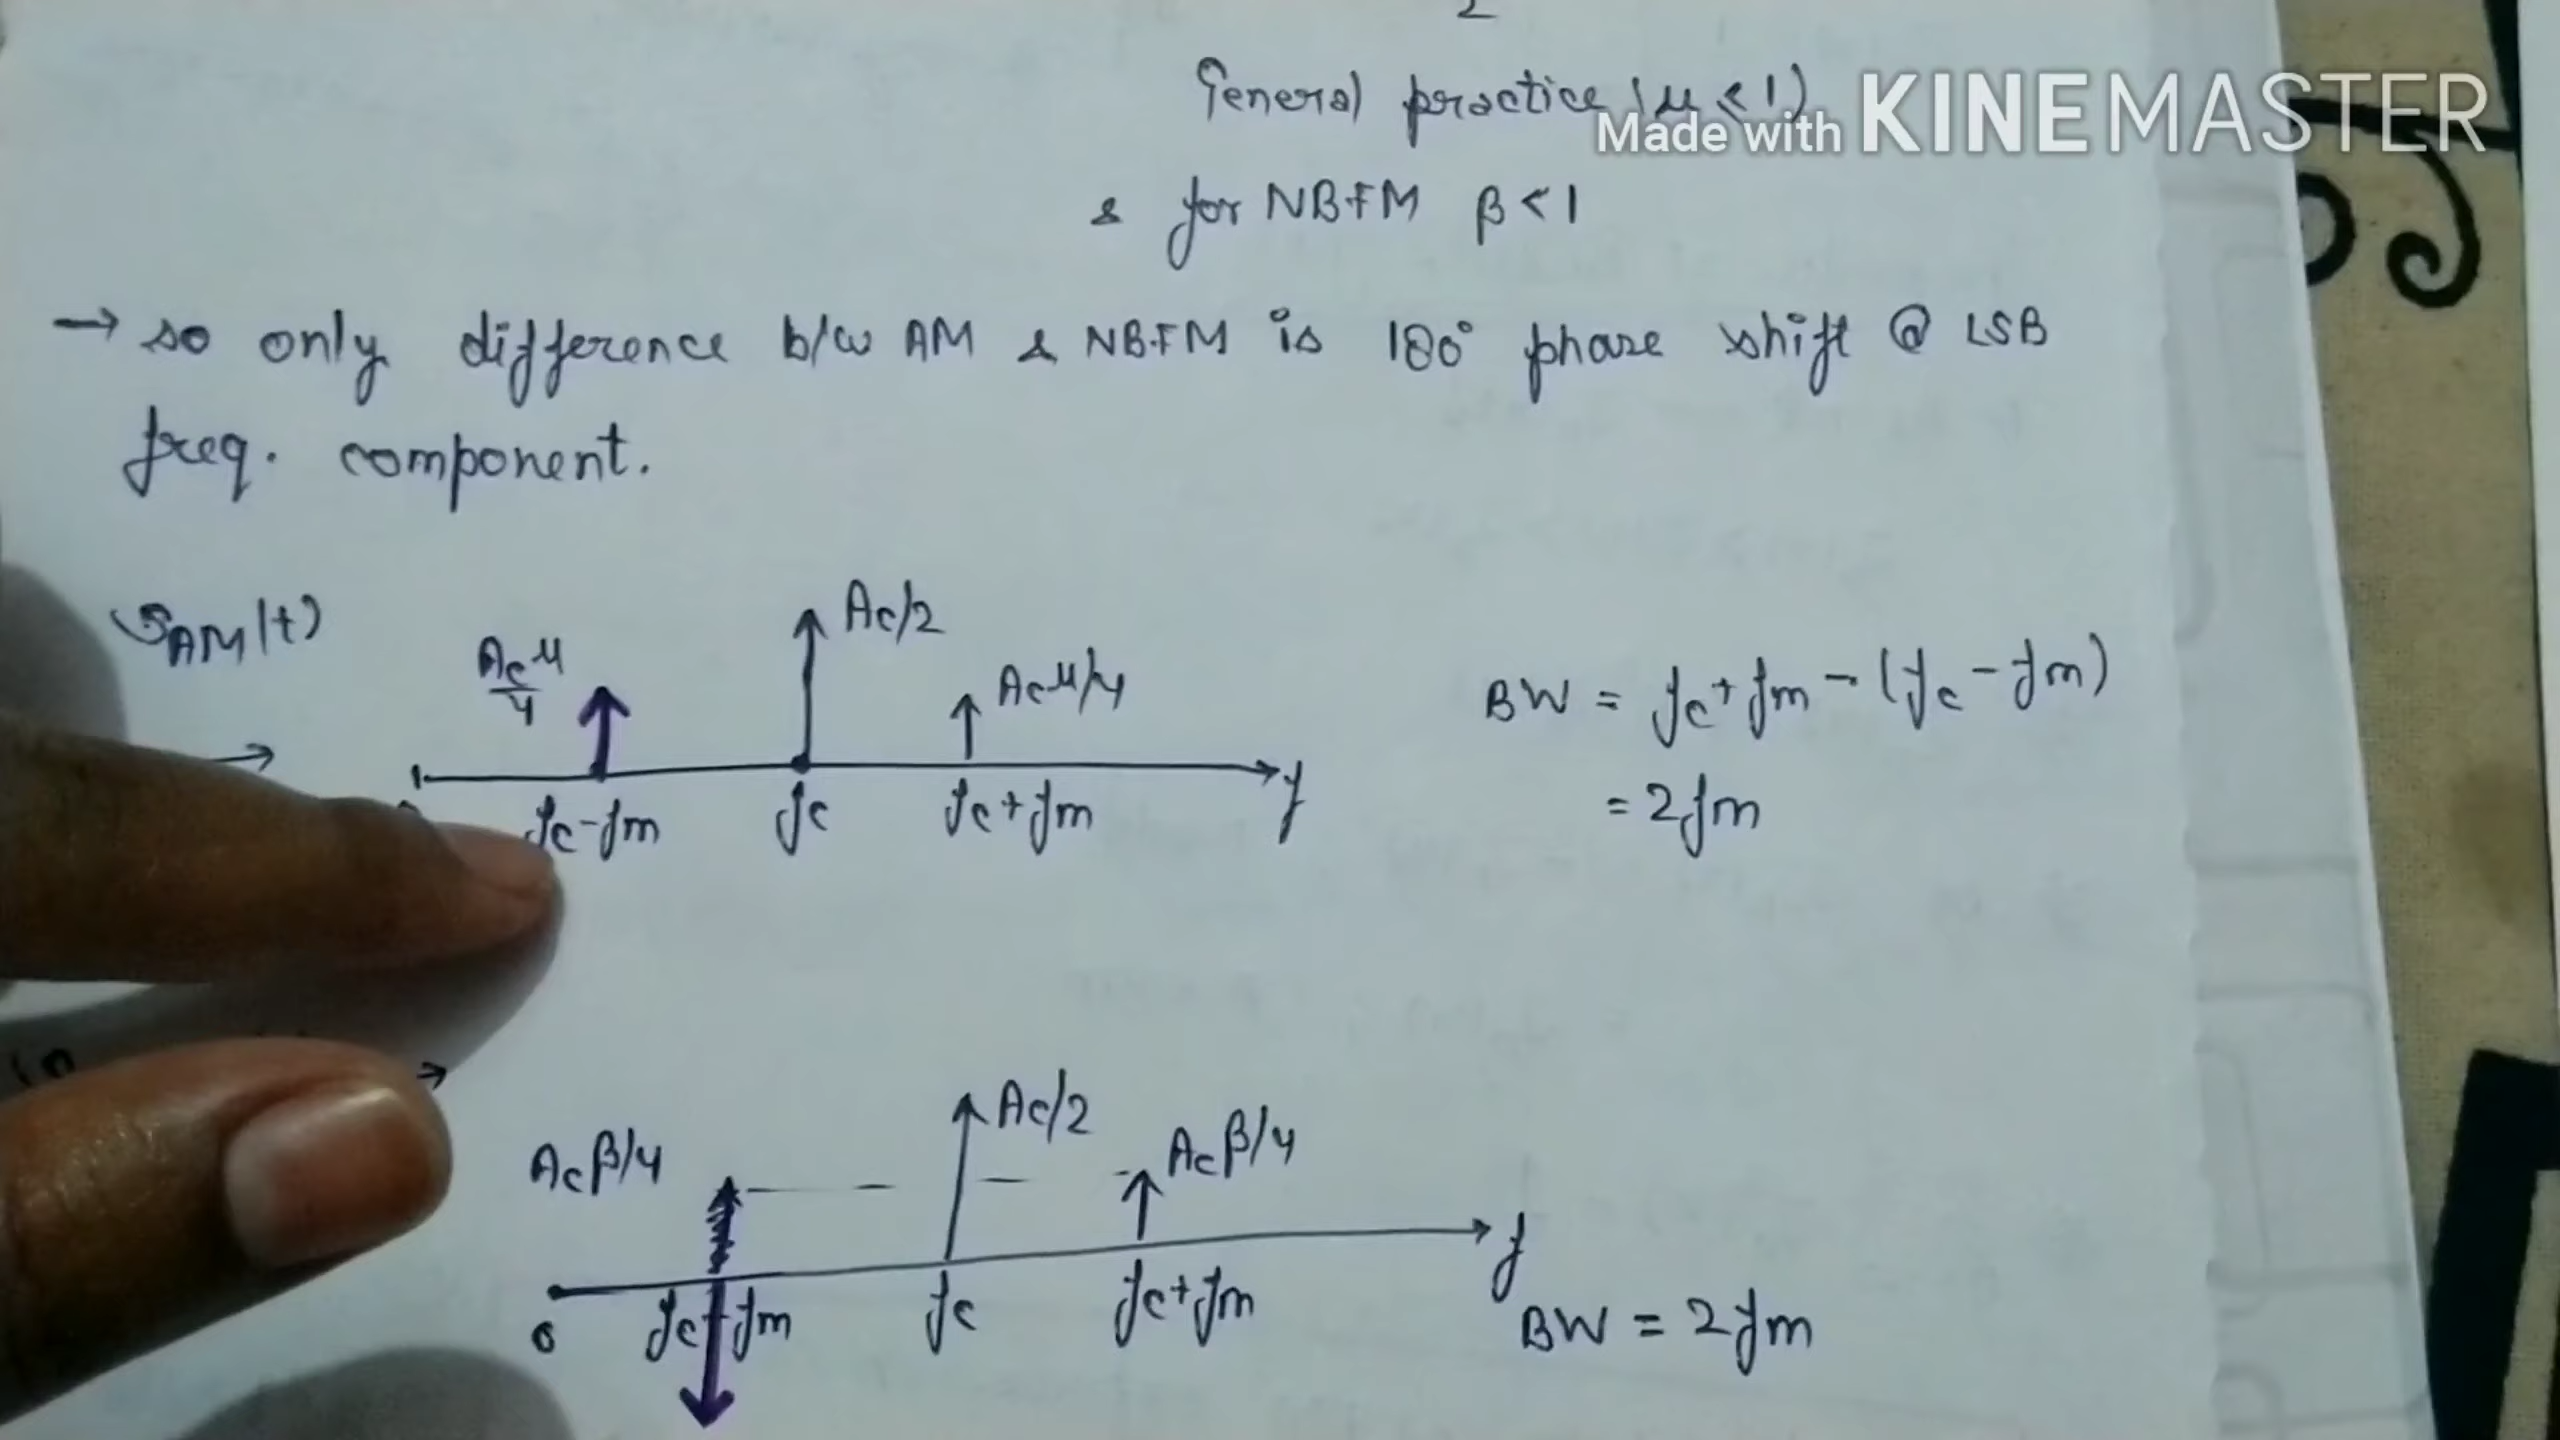 2
General practice (μ < 1)
Made with KINEMASTER
& for NBFM β < 1
→ so only difference b/w AM & NBFM is 180° phase shift @ LSB
freq. component.
SAM(t)
Acμ/4
Ac/2
Acμ/4
BW = fc+fm-(fc-fm)
= 2fm
fc-fm
fc
fc+fm
f
Acβ/4
Ac/2
Acβ/4
f
0
fc-fm
fc
fc+fm
BW = 2fm